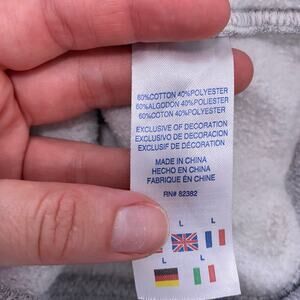 60%COTTON 40%POLYESTER
60%ALGODON 40%POLIESTER
60%COTON 40%POLYESTER
EXCLUSIVE OF DECORATION
EXCLUSIVO DE DECORACION
EXCLUSIF DE DÉCORATION
MADE IN CHINA
HECHO EN CHINA
FABRIQUÉ EN CHINE
RN# 82382
L L
L L